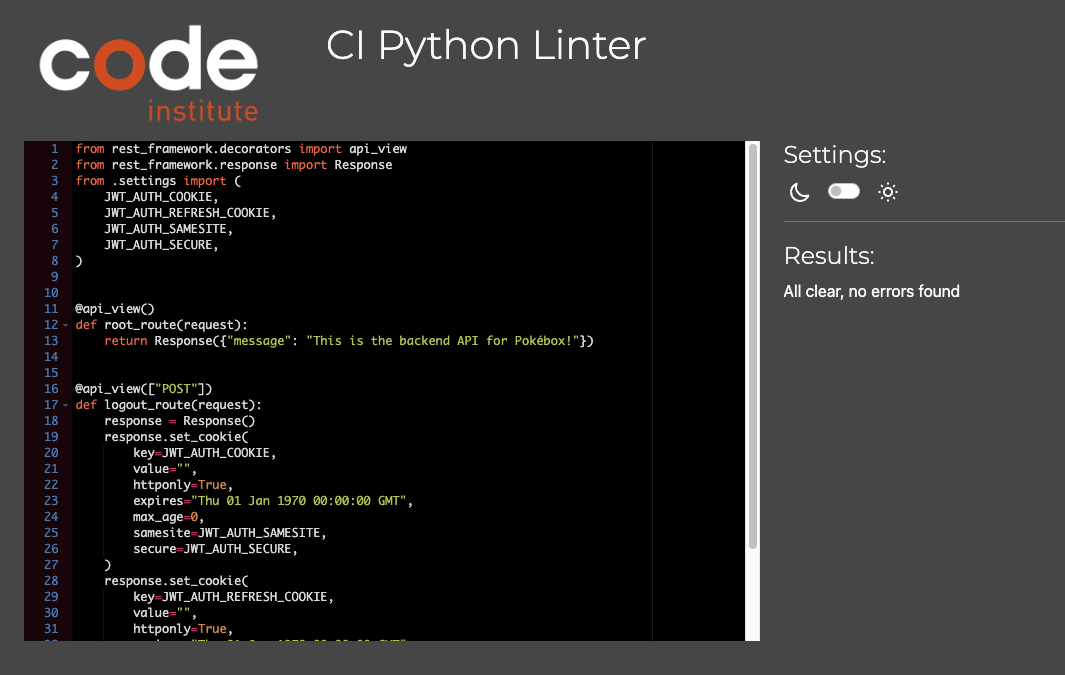 code
institute
CI Python Linter
1 from rest_framework.decorators import api_view
2 from rest_framework.response import Response
3 from .settings import (
4     JWT_AUTH_COOKIE,
5     JWT_AUTH_REFRESH_COOKIE,
6     JWT_AUTH_SAMESITE,
7     JWT_AUTH_SECURE,
8 )
9
10
11 @api_view()
12 def root_route(request):
13     return Response({"message": "This is the backend API for Pokébox!"})
14
15
16 @api_view(["POST"])
17 def logout_route(request):
18     response = Response()
19     response.set_cookie(
20         key=JWT_AUTH_COOKIE,
21         value="",
22         httponly=True,
23         expires="Thu 01 Jan 1970 00:00:00 GMT",
24         max_age=0,
25         samesite=JWT_AUTH_SAMESITE,
26         secure=JWT_AUTH_SECURE,
27     )
28     response.set_cookie(
29         key=JWT_AUTH_REFRESH_COOKIE,
30         value="",
31         httponly=True,
Settings:
Results:
All clear, no errors found